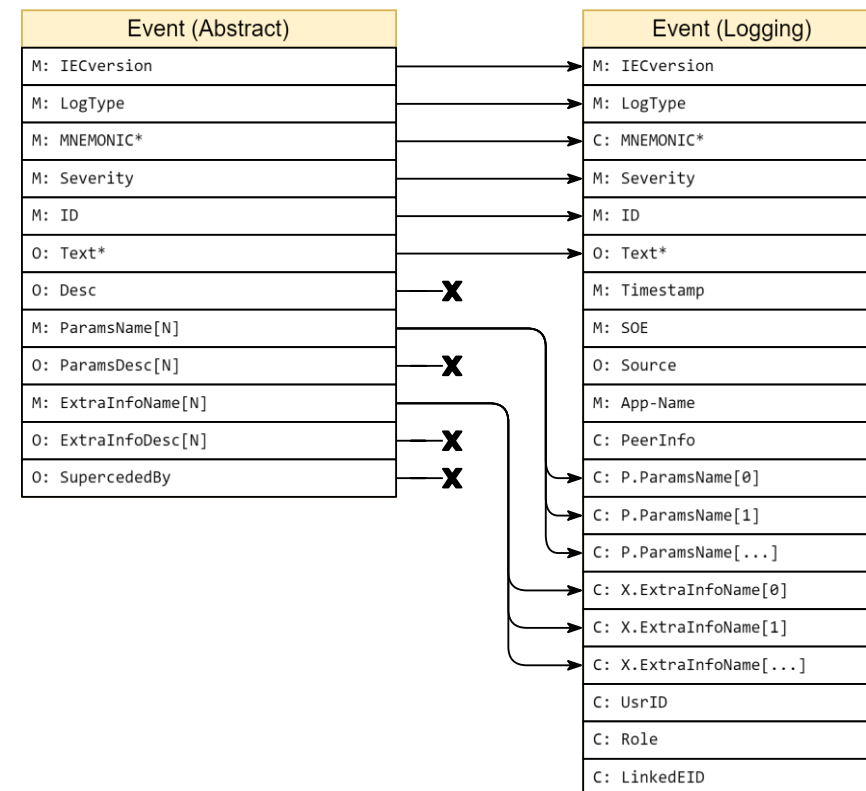 Event (Abstract)
M: IECversion
M: LogType
M: MNEMONIC*
M: Severity
M: ID
O: Text*
O: Desc
M: ParamsName[N]
O: ParamsDesc[N]
M: ExtraInfoName[N]
O: ExtraInfoDesc[N]
O: SupercededBy
Event (Logging)
M: IECversion
M: LogType
C: MNEMONIC*
M: Severity
M: ID
O: Text*
M: Timestamp
M: SOE
O: Source
M: App-Name
C: PeerInfo
C: P.ParamsName[0]
C: P.ParamsName[1]
C: P.ParamsName[...]
C: X.ExtraInfoName[0]
C: X.ExtraInfoName[1]
C: X.ExtraInfoName[...]
C: UsrID
C: Role
C: LinkedEID